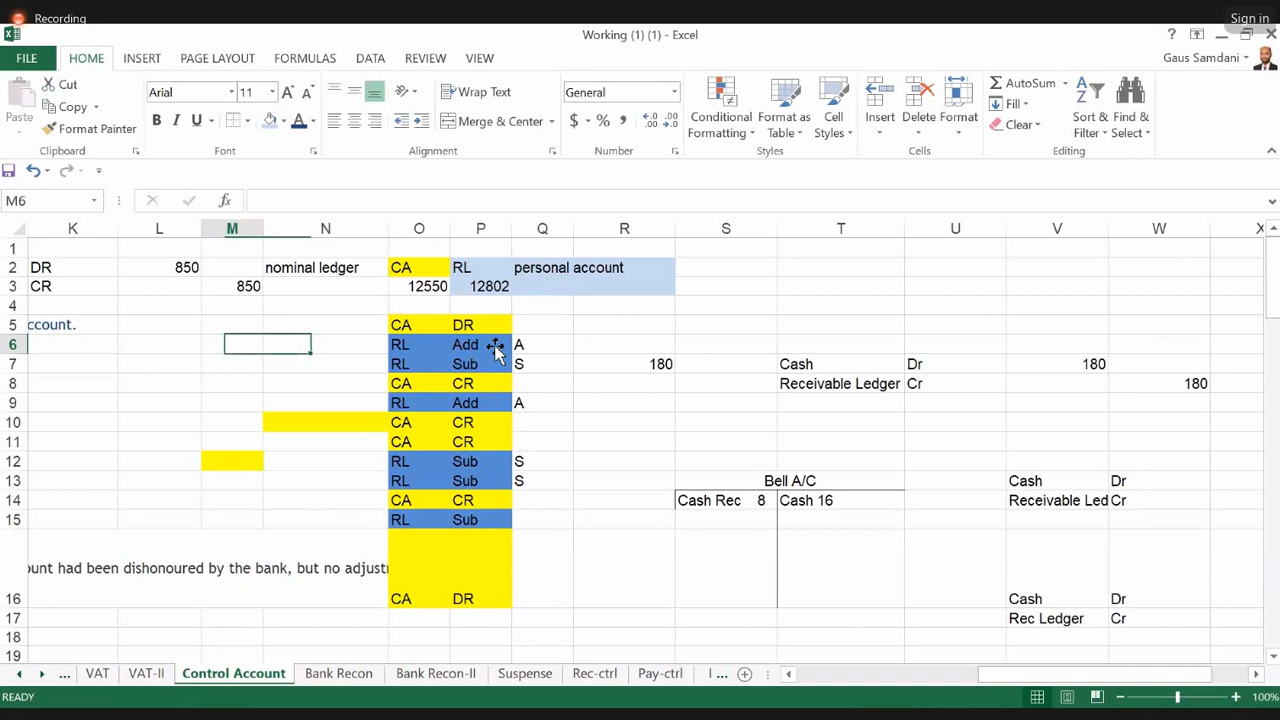 Recording
Sign in
Working (1) (1) - Excel
?
FILE HOME INSERT PAGE LAYOUT FORMULAS DATA REVIEW VIEW
Gaus Samdani
Paste
Cut
Copy
Format Painter
Clipboard
Arial 11 A A
B I U A
Font
Wrap Text
Merge & Center
Alignment
General
$ % ,
Number
Conditional Formatting
Format as Table
Cell Styles
Styles
Insert Delete Format
Cells
AutoSum
Fill
Clear
Sort & Filter
Find & Select
Editing
M6 fx
K L M N O P Q R S T U V W X
1
2 DR 850 nominal ledger CA RL personal account
3 CR 850 12550 12802
4
5 ccount. CA DR
6 RL Add A
7 RL Sub S 180 Cash Dr 180
8 CA CR Receivable Ledger Cr 180
9 RL Add A
10 CA CR
11 CA CR
12 RL Sub S
13 RL Sub S Bell A/C Cash Dr
14 CA CR Cash Rec 8 Cash 16 Receivable Led Cr
15 RL Sub
ount had been dishonoured by the bank, but no adjustn
16 CA DR Cash Dr
17 Rec Ledger Cr
18
19
... VAT VAT-II Control Account Bank Recon Bank Recon-II Suspense Rec-ctrl Pay-ctrl I ...
READY 100%